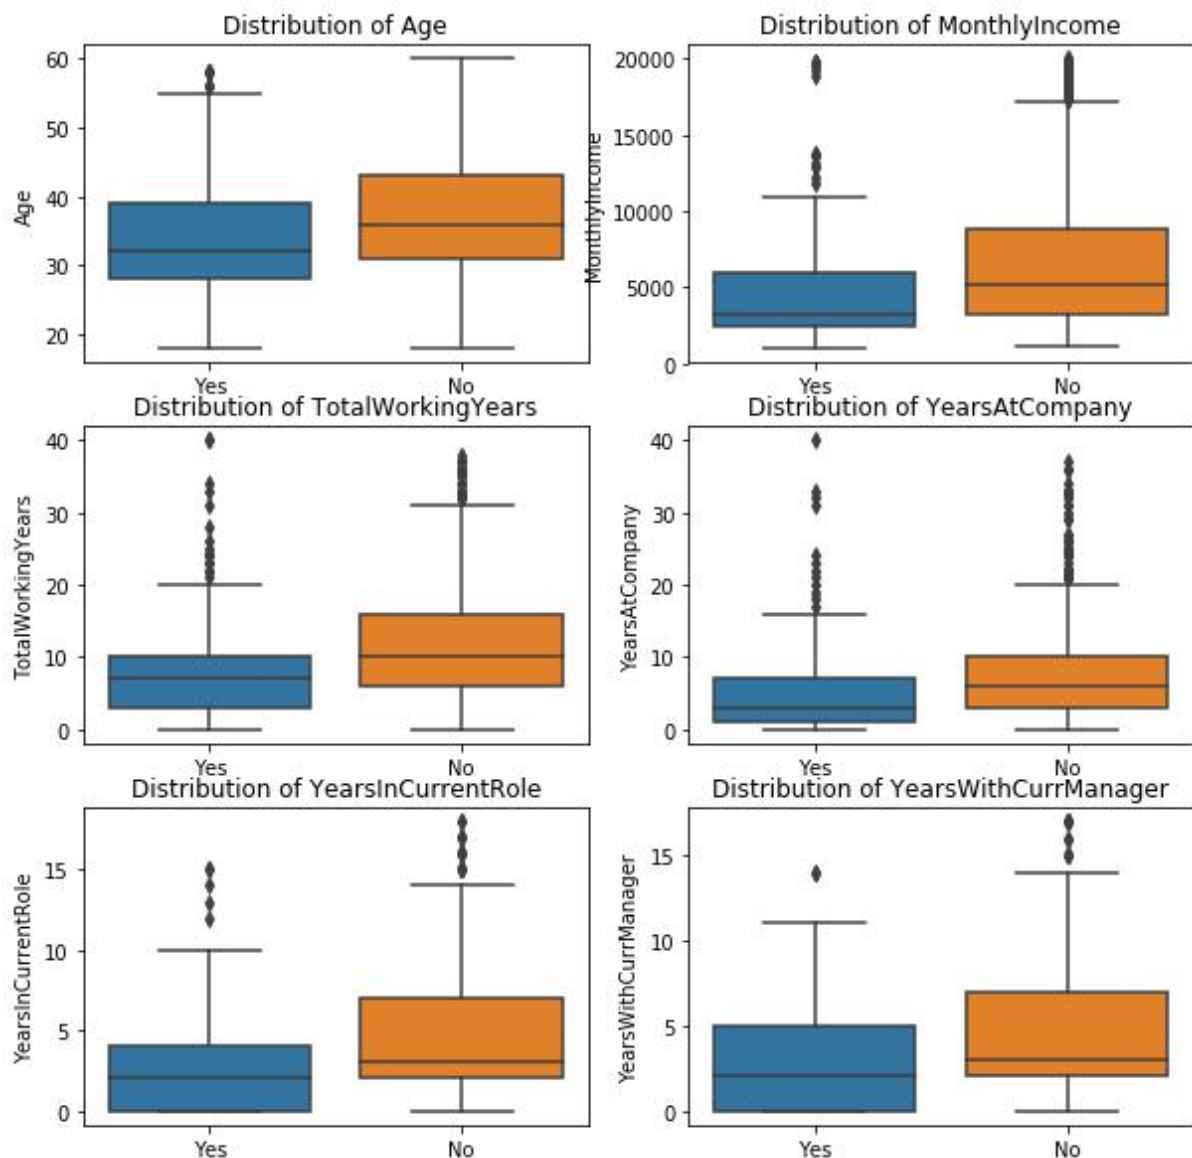 Distribution of Age
Distribution of MonthlyIncome
60
50
40
30
20
Age
Yes
No
20000
15000
10000
5000
0
MonthlyIncome
Yes
No
Distribution of TotalWorkingYears
Distribution of YearsAtCompany
40
30
20
10
0
TotalWorkingYears
Yes
No
40
30
20
10
0
YearsAtCompany
Yes
No
Distribution of YearsInCurrentRole
Distribution of YearsWithCurrManager
15
10
5
0
YearsInCurrentRole
Yes
No
15
10
5
0
YearsWithCurrManager
Yes
No